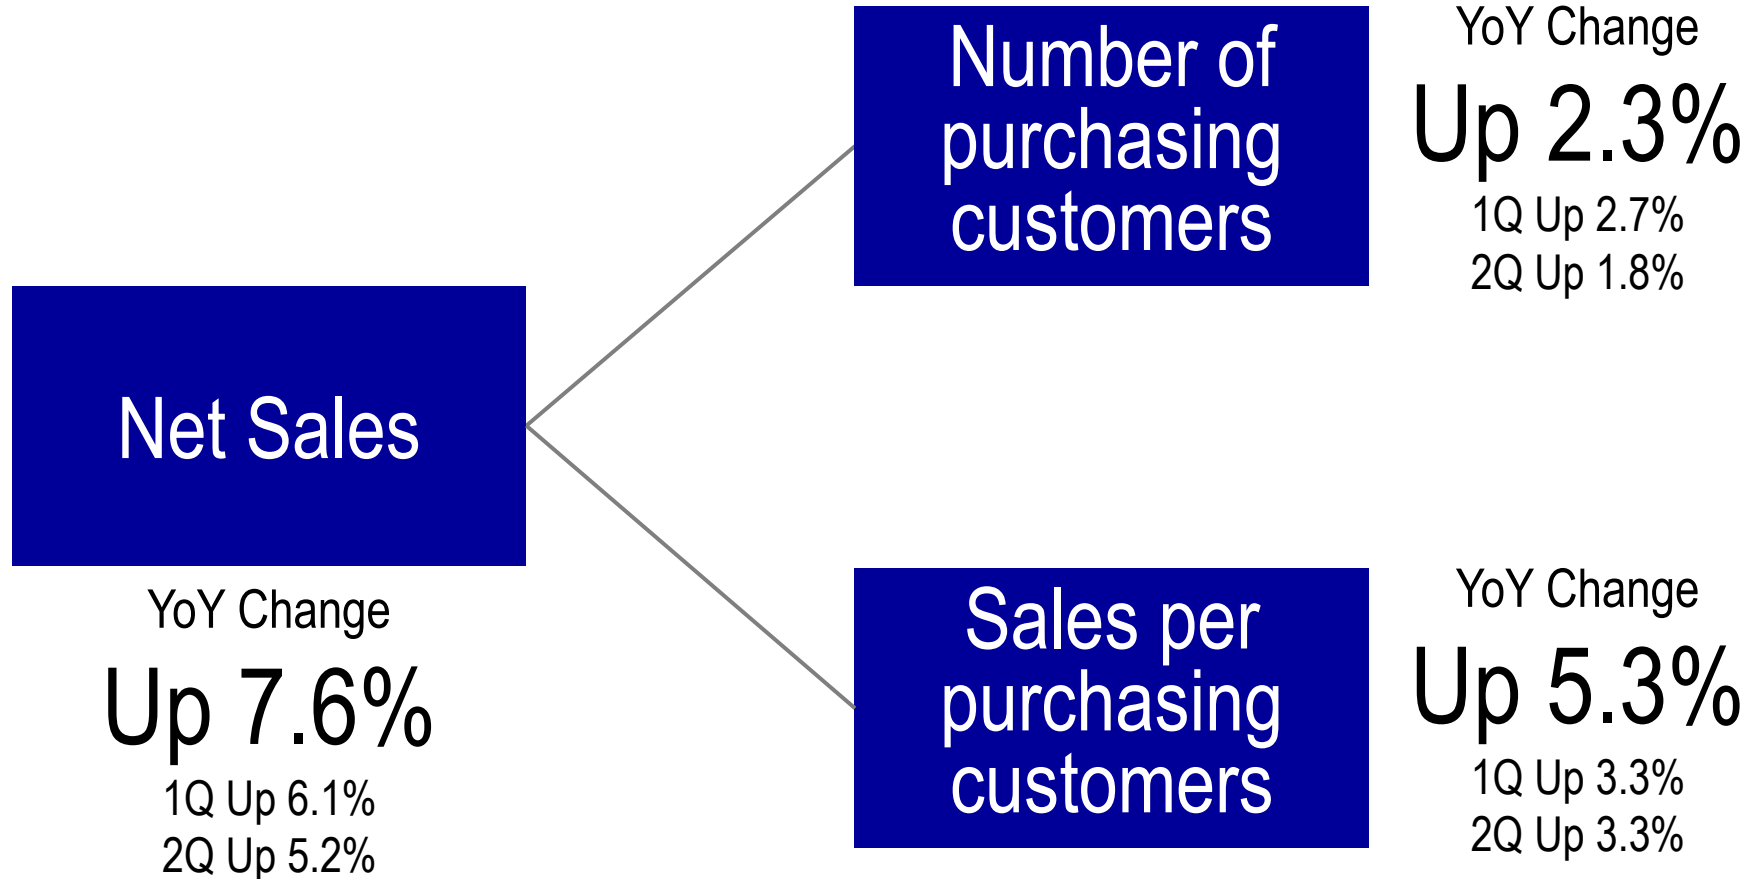 Net Sales
YoY Change
Up 7.6%
1Q Up 6.1%
2Q Up 5.2%
Number of
purchasing
customers
YoY Change
Up 2.3%
1Q Up 2.7%
2Q Up 1.8%
Sales per
purchasing
customers
YoY Change
Up 5.3%
1Q Up 3.3%
2Q Up 3.3%